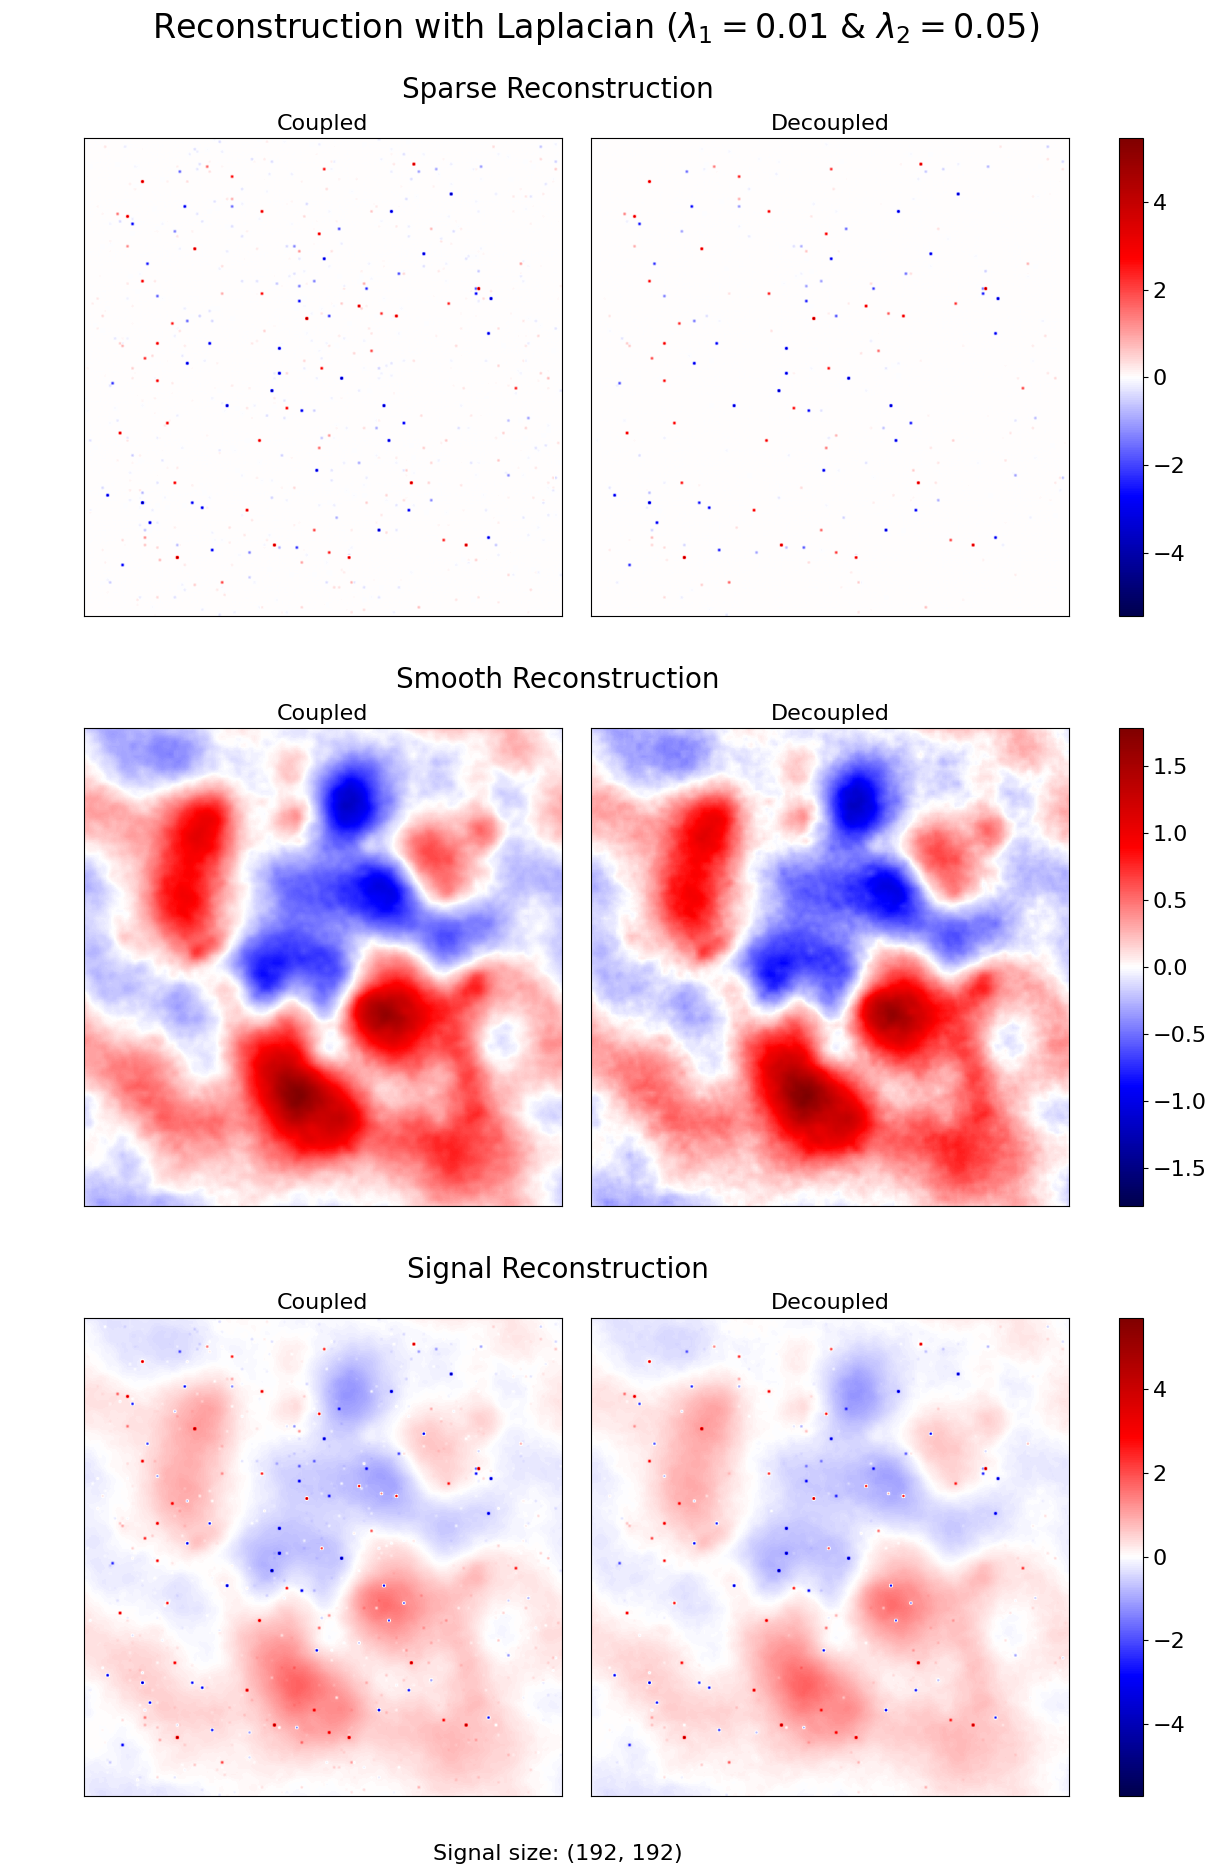 Reconstruction with Laplacian (λ₁ = 0.01 & λ₂ = 0.05)
Sparse Reconstruction
Coupled
Decoupled
4
2
0
−2
−4
Smooth Reconstruction
Coupled
Decoupled
1.5
1.0
0.5
0.0
−0.5
−1.0
−1.5
Signal Reconstruction
Coupled
Decoupled
4
2
0
−2
−4
Signal size: (192, 192)